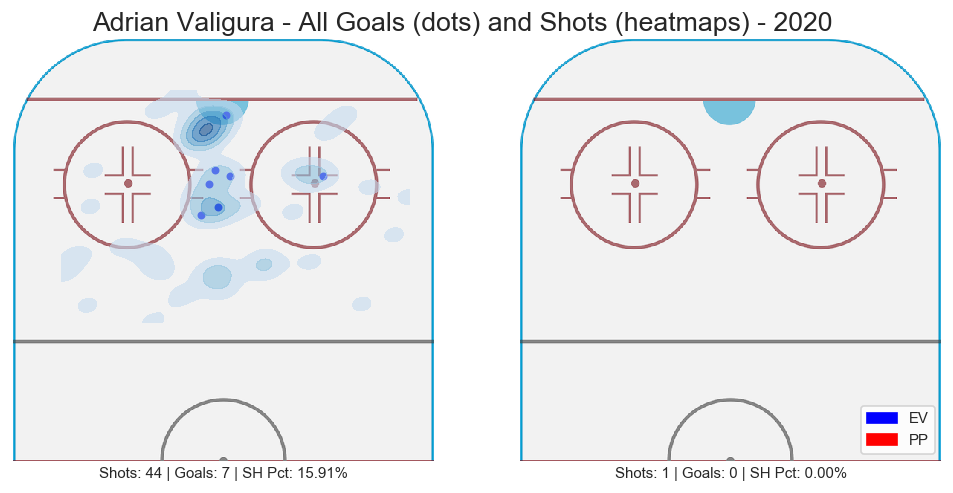 Adrian Valigura - All Goals (dots) and Shots (heatmaps) - 2020
EV
PP
Shots: 44 | Goals: 7 | SH Pct: 15.91%
Shots: 1 | Goals: 0 | SH Pct: 0.00%